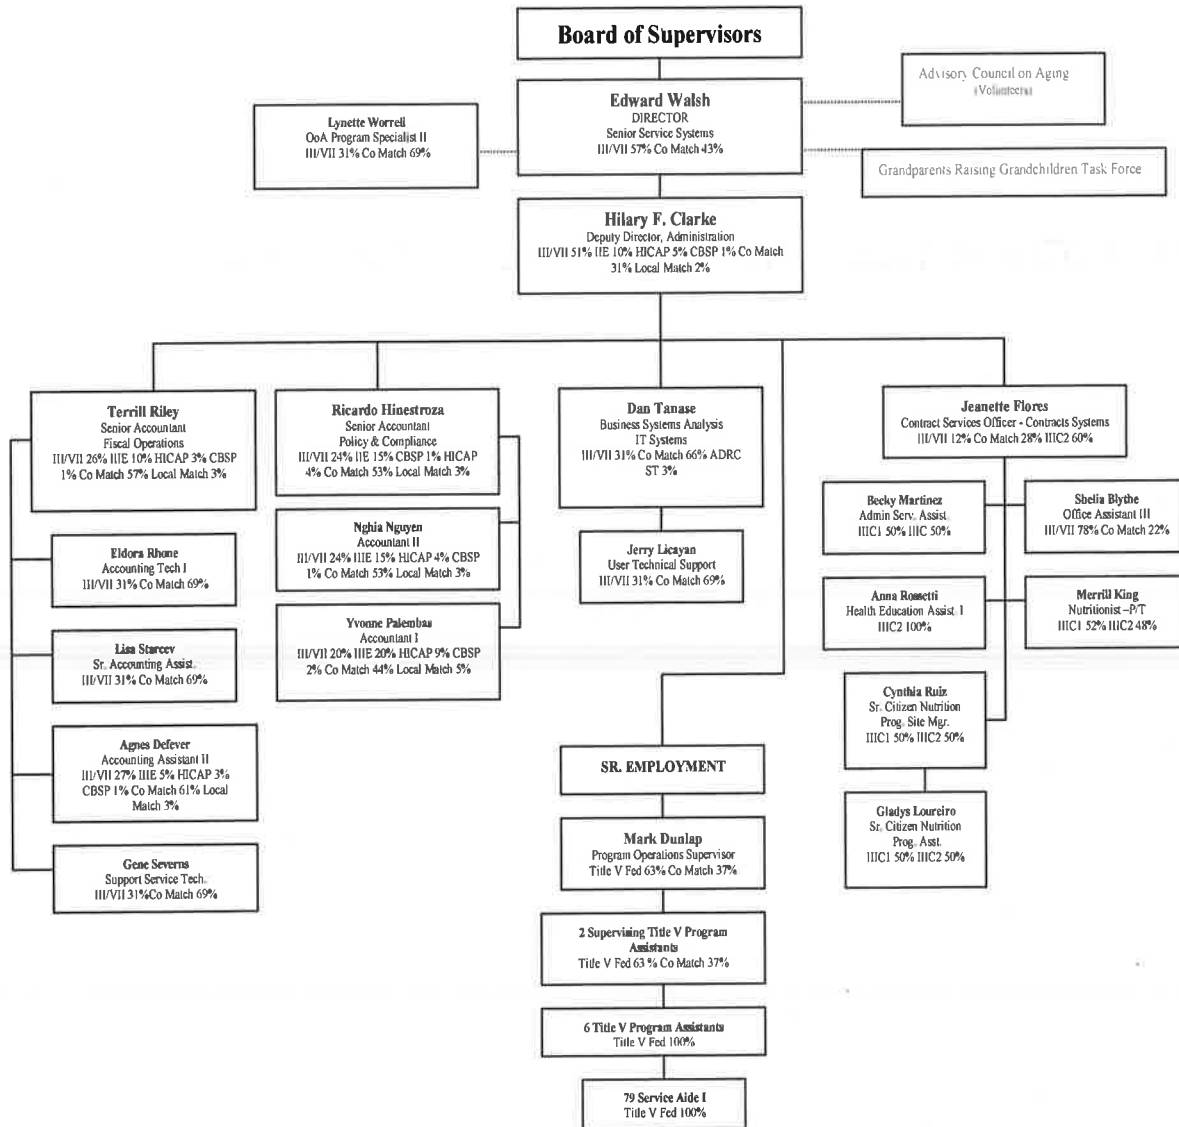 Board of Supervisors
Advisory Council on Aging
(Volunteers)
Edward Walsh
DIRECTOR
Senior Service Systems
III/VII 57% Co Match 43%
Lynette Worrell
OoA Program Specialist II
III/VII 31% Co Match 69%
Grandparents Raising Grandchildren Task Force
Hilary F. Clarke
Deputy Director, Administration
III/VII 51% IIE 10% HICAP 5% CBSP 1% Co Match
31% Local Match 2%
Terrill Riley
Senior Accountant
Fiscal Operations
III/VII 26% IIIE 10% HICAP 3% CBSP
1% Co Match 57% Local Match 3%
Ricardo Hinestroza
Senior Accountant
Policy & Compliance
III/VII 24% IIE 15% CBSP 1% HICAP
4% Co Match 53% Local Match 3%
Dan Tanase
Business Systems Analysis
IT Systems
III/VII 31% Co Match 66% ADRC
ST 3%
Jeanette Flores
Contract Services Officer - Contracts Systems
III/VII 12% Co Match 28% IIIC2 60%
Eldora Rhone
Accounting Tech I
III/VII 31% Co Match 69%
Lisa Starcev
Sr. Accounting Assist.
III/VII 31% Co Match 69%
Agnes Defever
Accounting Assistant II
III/VII 27% IIIE 5% HICAP 3%
CBSP 1% Co Match 61% Local
Match 3%
Gene Severns
Support Service Tech.
III/VII 31%Co Match 69%
Nghia Nguyen
Accountant II
III/VII 24% IIIE 15% HICAP 4% CBSP
1% Co Match 53% Local Match 3%
Yvonne Palembas
Accountant I
III/VII 20% IIIE 20% HICAP 9% CBSP
2% Co Match 44% Local Match 5%
Jerry Licayan
User Technical Support
III/VII 31% Co Match 69%
SR. EMPLOYMENT
Mark Dunlap
Program Operations Supervisor
Title V Fed 63% Co Match 37%
2 Supervising Title V Program
Assistants
Title V Fed 63 % Co Match 37%
6 Title V Program Assistants
Title V Fed 100%
79 Service Aide I
Title V Fed 100%
Becky Martinez
Admin Serv. Assist
IIIC1 50% IIIC 50%
Shelia Blythe
Office Assistant III
III/VII 78% Co Match 22%
Anna Rossetti
Health Education Assist. I
IIIC2 100%
Merrill King
Nutritionist –P/T
IIIC1 52% IIIC2 48%
Cynthia Ruiz
Sr. Citizen Nutrition
Prog. Site Mgr.
IIIC1 50% IIIC2 50%
Gladys Loureiro
Sr. Citizen Nutrition
Prog. Asst.
IIIC1 50% IIIC2 50%